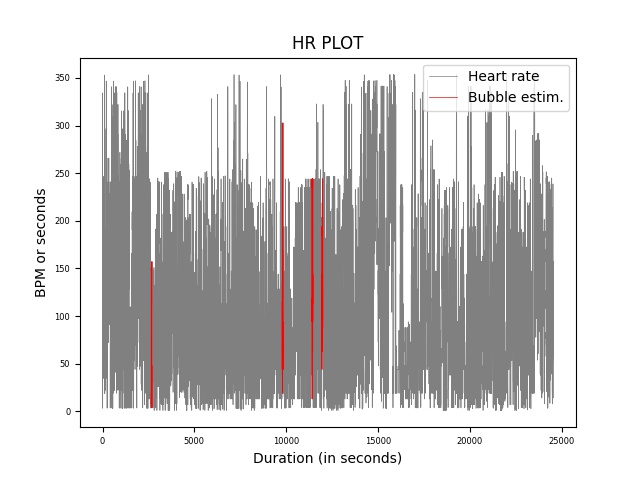 HR PLOT
Heart rate
Bubble estim.
BPM or seconds
350
300
250
200
150
100
50
0
0 5000 10000 15000 20000 25000
Duration (in seconds)